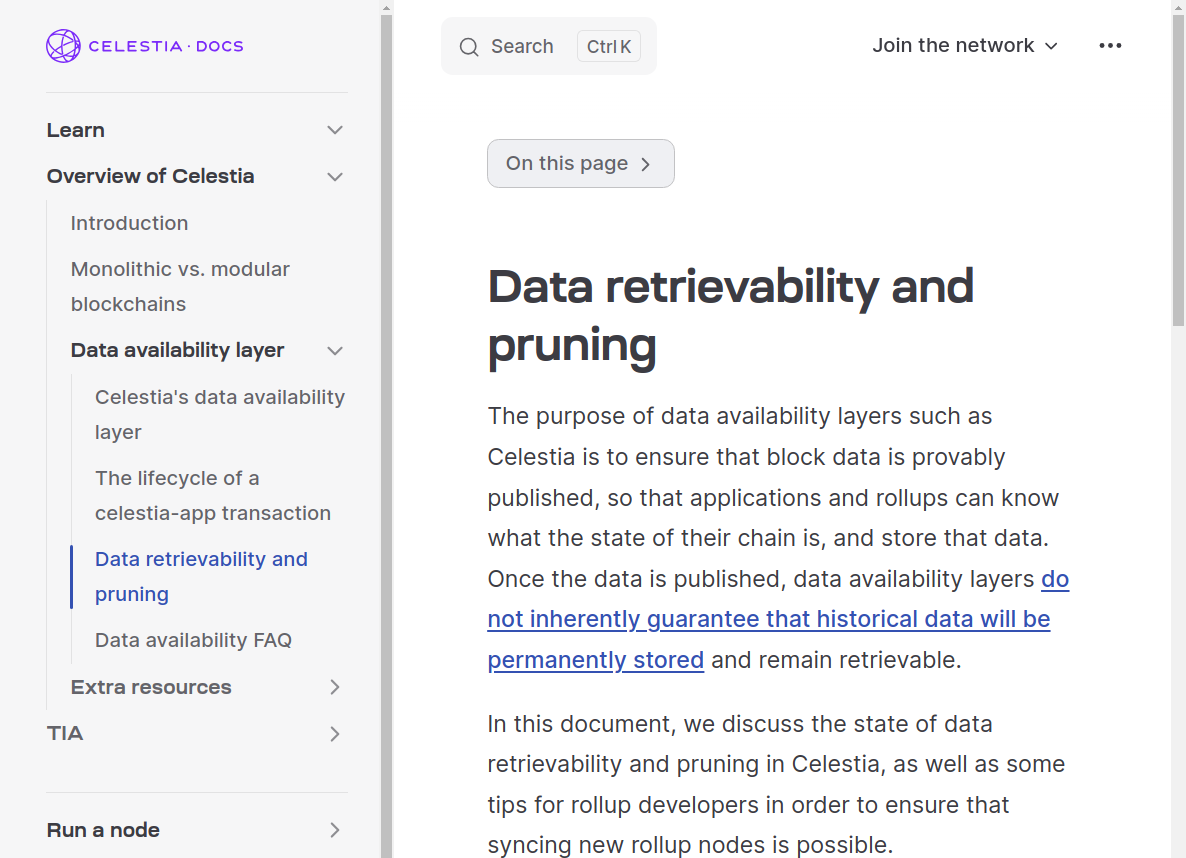 CELESTIA · DOCS
Learn
Overview of Celestia
Introduction
Monolithic vs. modular
blockchains
Data availability layer
Celestia's data availability
layer
The lifecycle of a
celestia-app transaction
Data retrievability and
pruning
Data availability FAQ
Extra resources
TIA
Run a node
Search Ctrl K
Join the network
On this page
Data retrievability and
pruning
The purpose of data availability layers such as
Celestia is to ensure that block data is provably
published, so that applications and rollups can know
what the state of their chain is, and store that data.
Once the data is published, data availability layers do
not inherently guarantee that historical data will be
permanently stored and remain retrievable.
In this document, we discuss the state of data
retrievability and pruning in Celestia, as well as some
tips for rollup developers in order to ensure that
syncing new rollup nodes is possible.